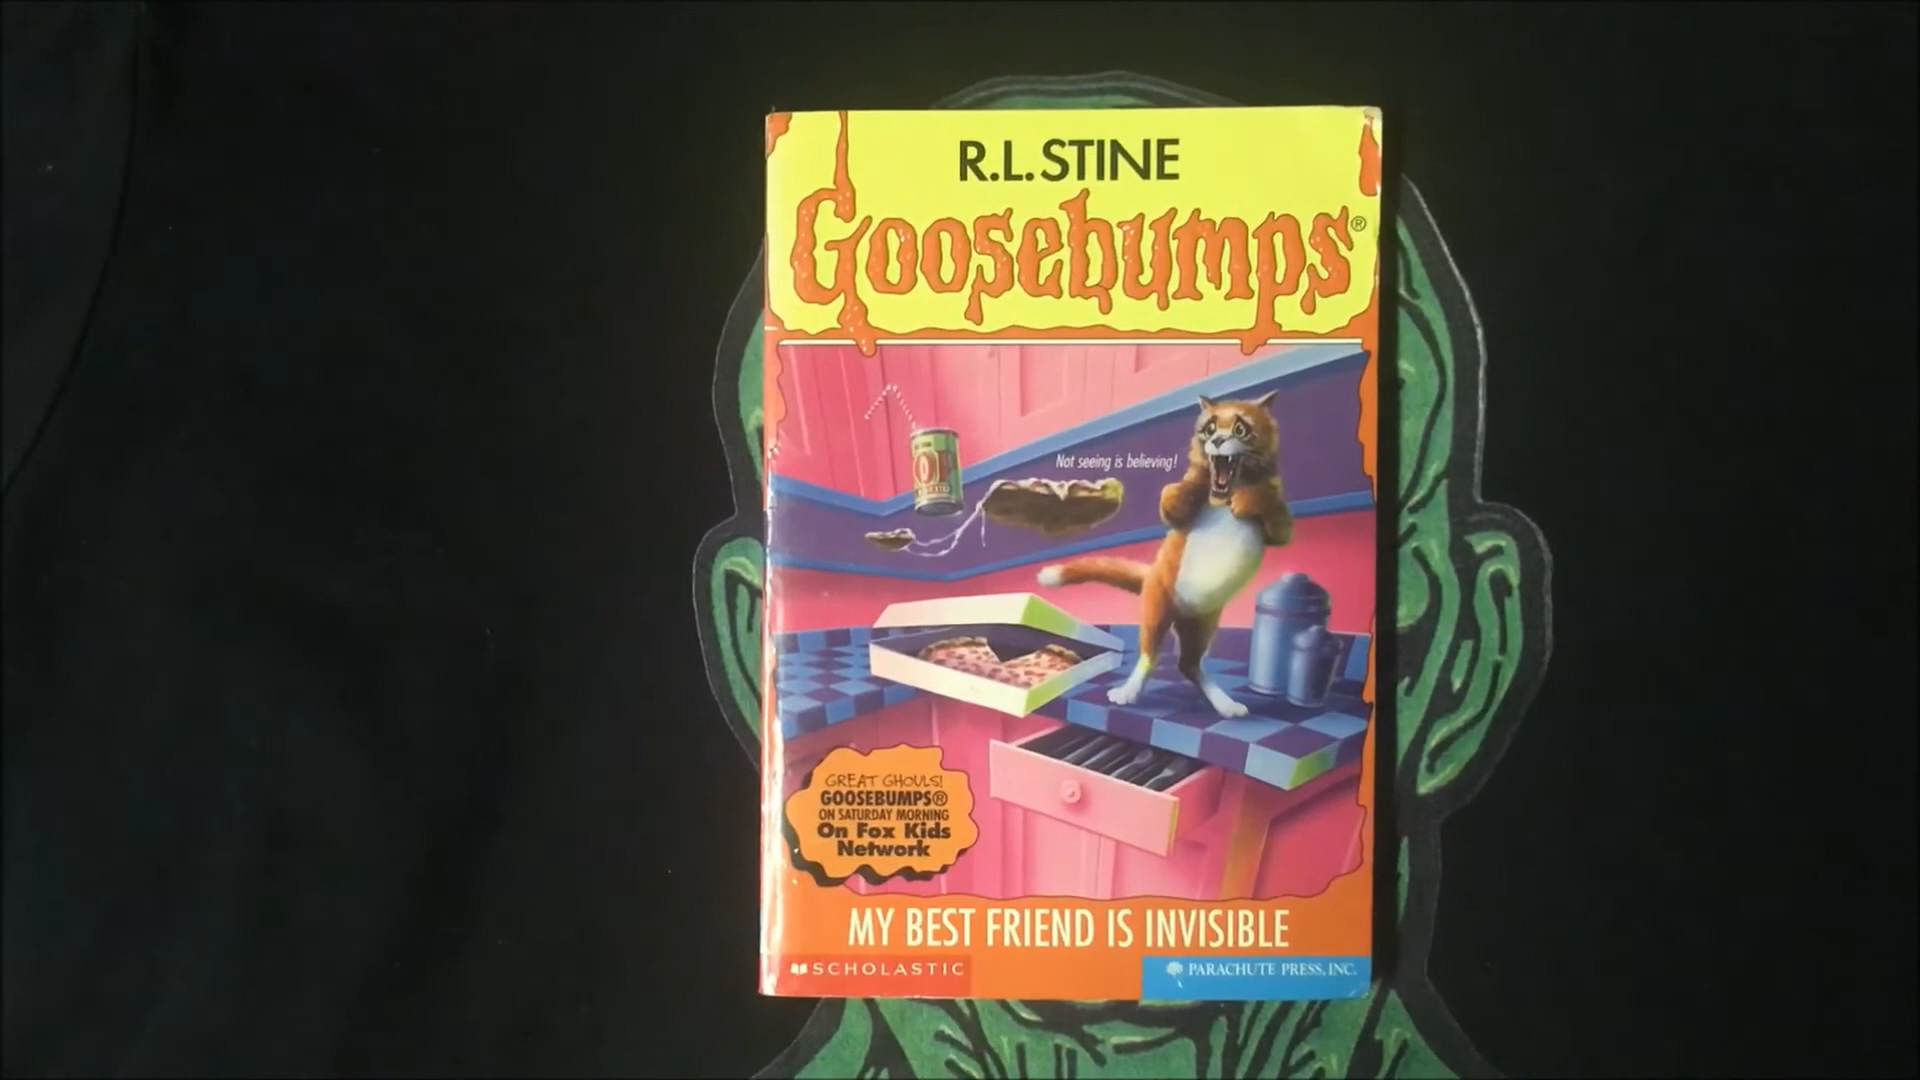 R.L. STINE
Goosebumps®
Not seeing is believing!
GREAT GHOULS!
GOOSEBUMPS®
ON SATURDAY MORNING
On Fox Kids
Network
MY BEST FRIEND IS INVISIBLE
SCHOLASTIC
PARACHUTE PRESS, INC.